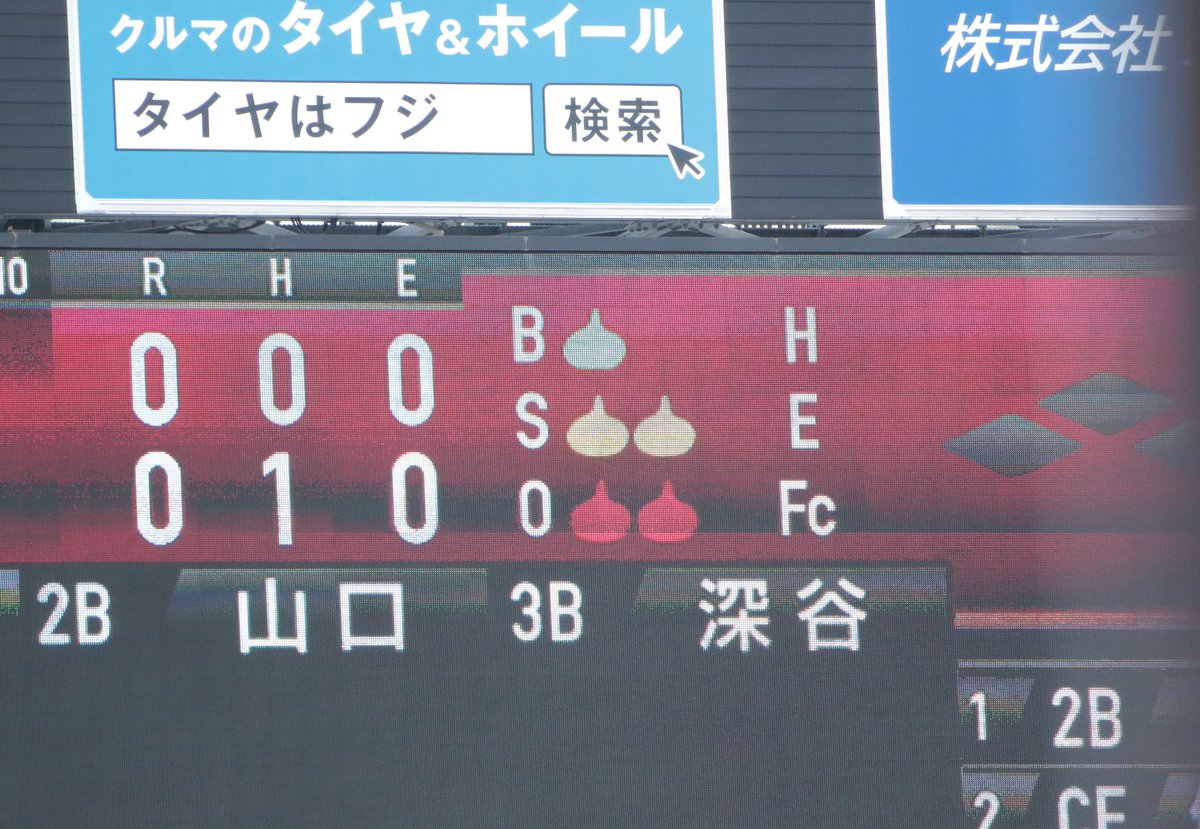 クルマのタイヤ&ホイール
タイヤはフジ 検索
株式会社
10 R H E
0 0 0
0 1 0
B H
S E
O Fc
2B 山口 3B 深谷
1 2B
2 CF